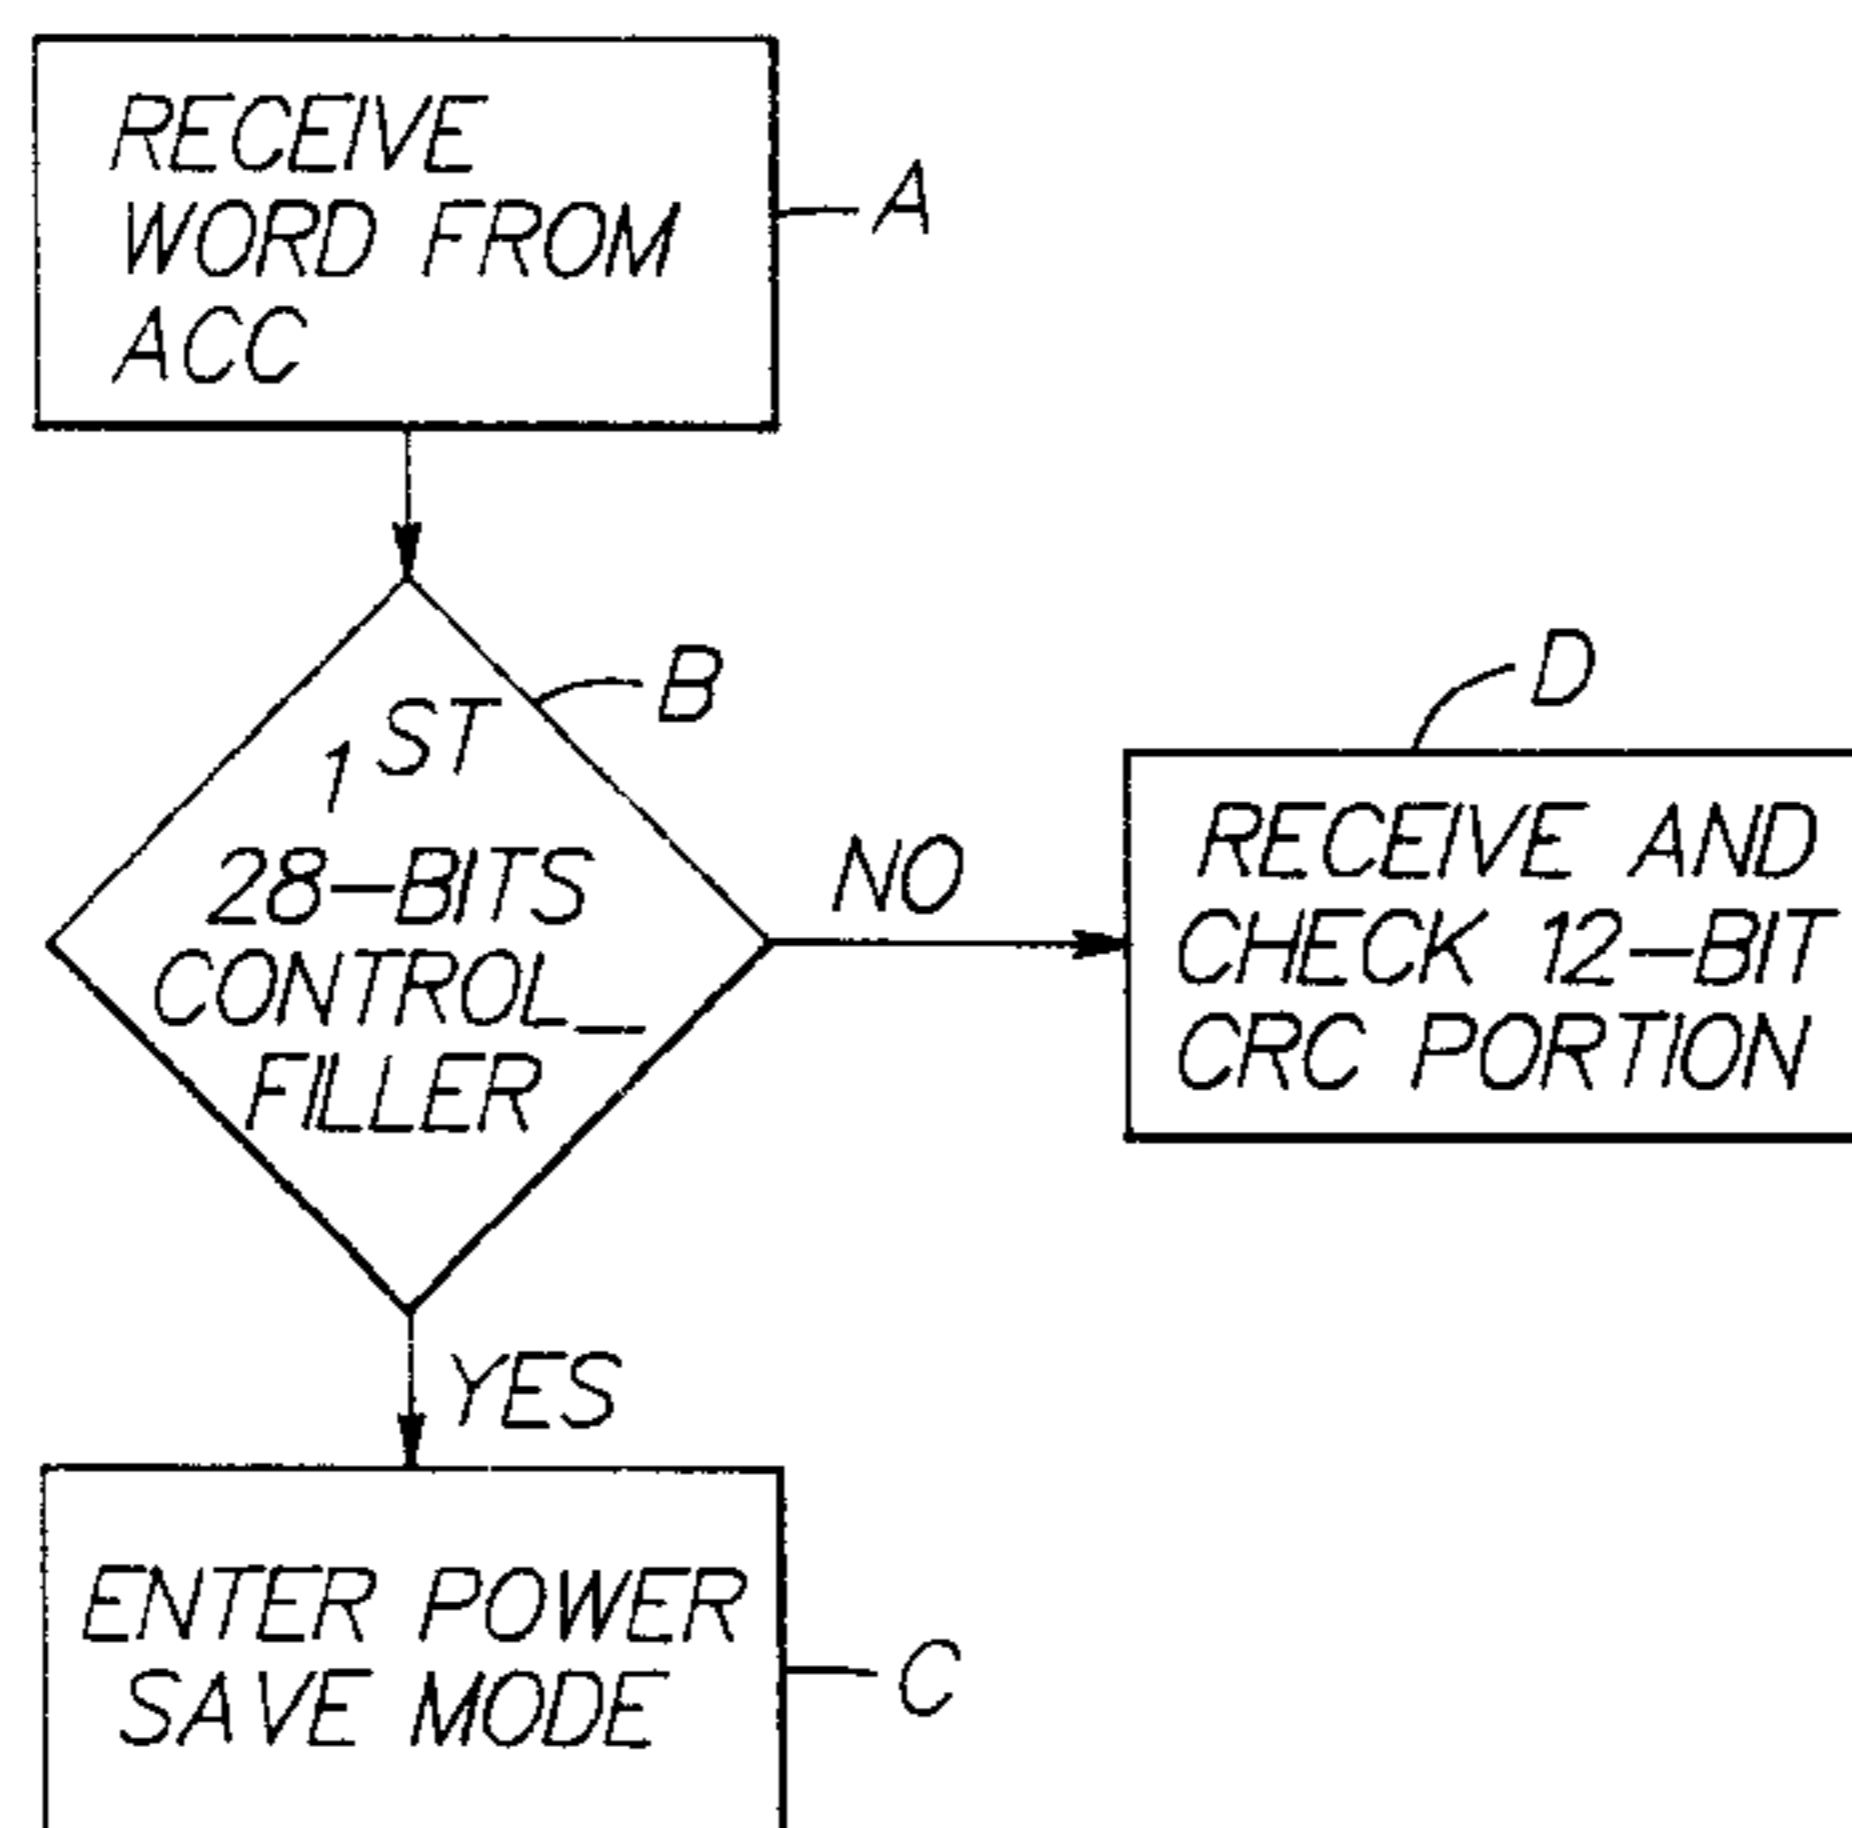 RECEIVE
WORD FROM
ACC
A
B
1ST
28-BITS
CONTROL_
FILLER
NO
D
RECEIVE AND
CHECK 12-BIT
CRC PORTION
YES
ENTER POWER
SAVE MODE
C